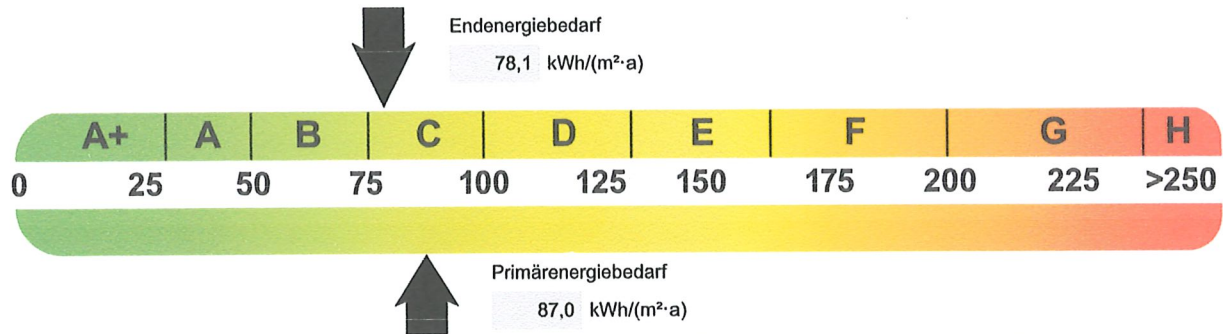 Endenergiebedarf
78,1 kWh/(m²·a)
A+ A B C D E F G H
0 25 50 75 100 125 150 175 200 225 >250
Primärenergiebedarf
87,0 kWh/(m²·a)